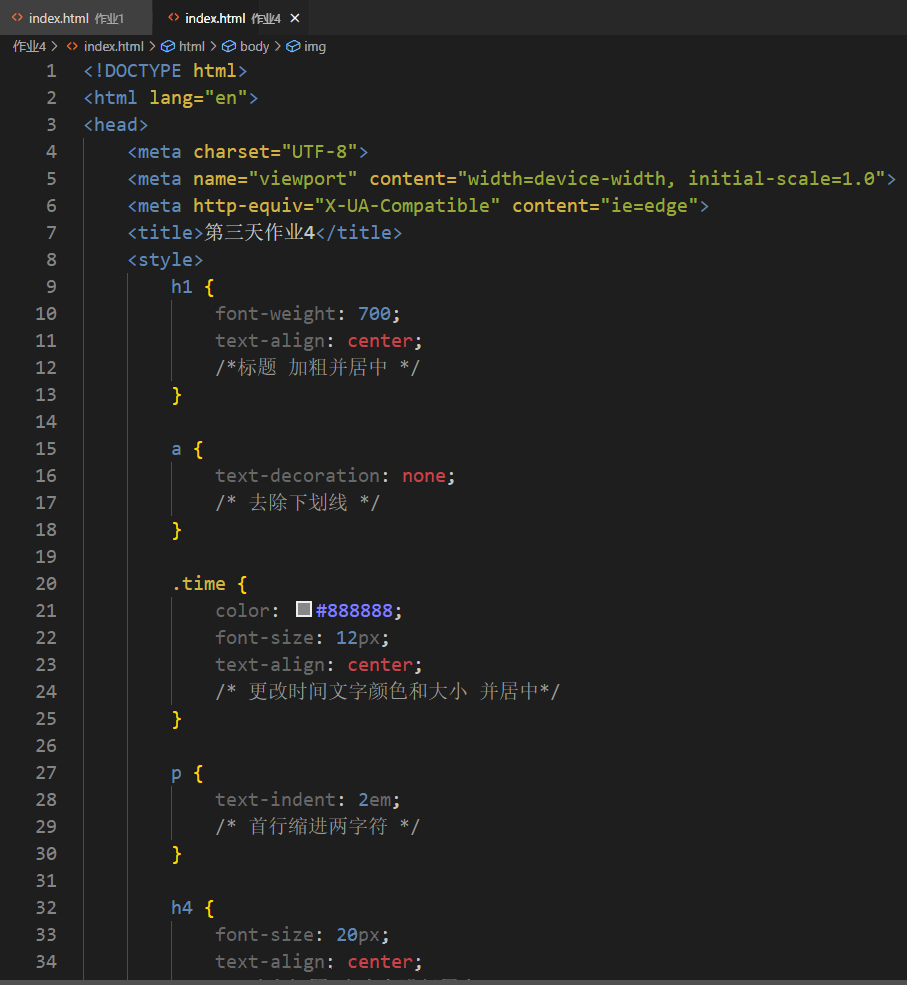 index.html 作业1
index.html 作业4 ×
作业4 > index.html > html > body > img
1 <!DOCTYPE html>
2 <html lang="en">
3 <head>
4 <meta charset="UTF-8">
5 <meta name="viewport" content="width=device-width, initial-scale=1.0">
6 <meta http-equiv="X-UA-Compatible" content="ie=edge">
7 <title>第三天作业4</title>
8 <style>
9 h1 {
10 font-weight: 700;
11 text-align: center;
12 /*标题 加粗并居中 */
13 }
14
15 a {
16 text-decoration: none;
17 /* 去除下划线 */
18 }
19
20 .time {
21 color: #888888;
22 font-size: 12px;
23 text-align: center;
24 /* 更改时间文字颜色和大小 并居中*/
25 }
26
27 p {
28 text-indent: 2em;
29 /* 首行缩进两字符 */
30 }
31
32 h4 {
33 font-size: 20px;
34 text-align: center;